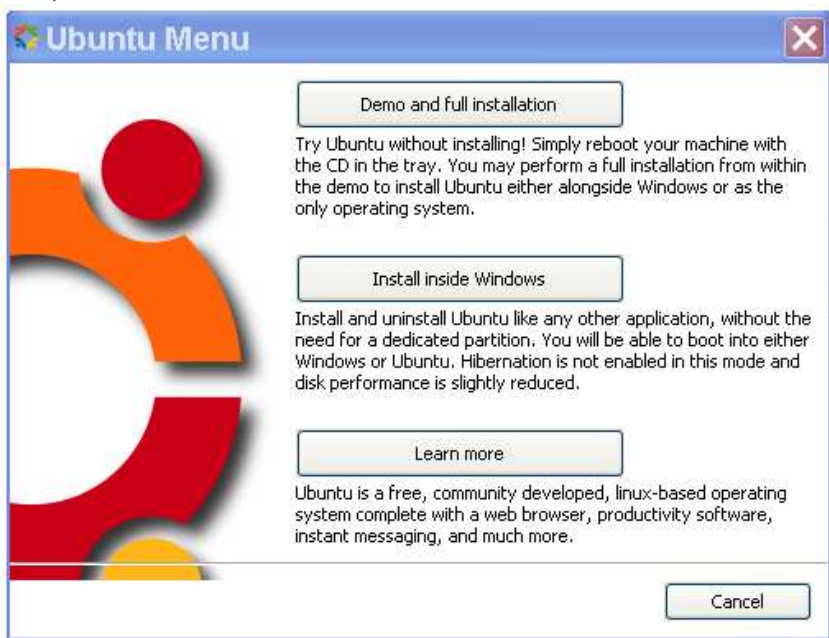 Ubuntu Menu
Demo and full installation
Try Ubuntu without installing! Simply reboot your machine with
the CD in the tray. You may perform a full installation from within
the demo to install Ubuntu either alongside Windows or as the
only operating system.
Install inside Windows
Install and uninstall Ubuntu like any other application, without the
need for a dedicated partition. You will be able to boot into either
Windows or Ubuntu. Hibernation is not enabled in this mode and
disk performance is slightly reduced.
Learn more
Ubuntu is a free, community developed, linux-based operating
system complete with a web browser, productivity software,
instant messaging, and much more.
Cancel